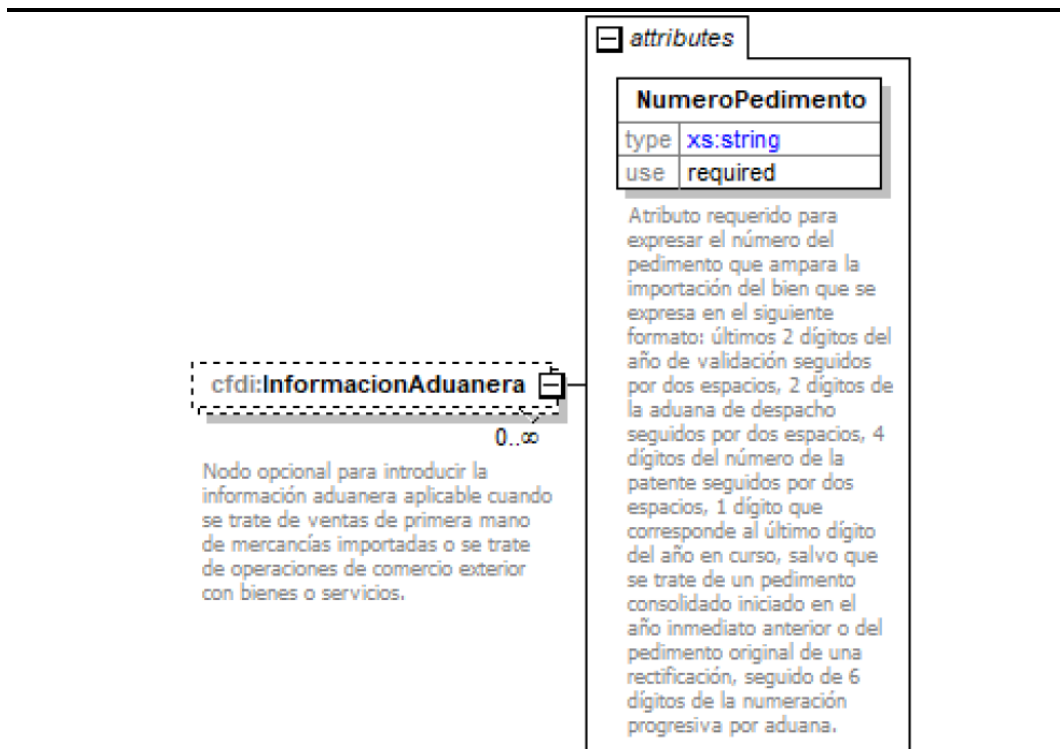 attributes
NumeroPedimento
type xs:string
use required
Atributo requerido para
expresar el número del
pedimento que ampara la
importación del bien que se
expresa en el siguiente
formato: últimos 2 dígitos del
año de validación seguidos
por dos espacios, 2 dígitos de
la aduana de despacho
seguidos por dos espacios, 4
dígitos del número de la
patente seguidos por dos
espacios, 1 dígito que
corresponde al último dígito
del año en curso, salvo que
se trate de un pedimento
consolidado iniciado en el
año inmediato anterior o del
pedimento original de una
rectificación, seguido de 6
dígitos de la numeración
progresiva por aduana.
cfdi:InformacionAduanera
0..∞
Nodo opcional para introducir la
información aduanera aplicable cuando
se trate de ventas de primera mano
de mercancías importadas o se trate
de operaciones de comercio exterior
con bienes o servicios.